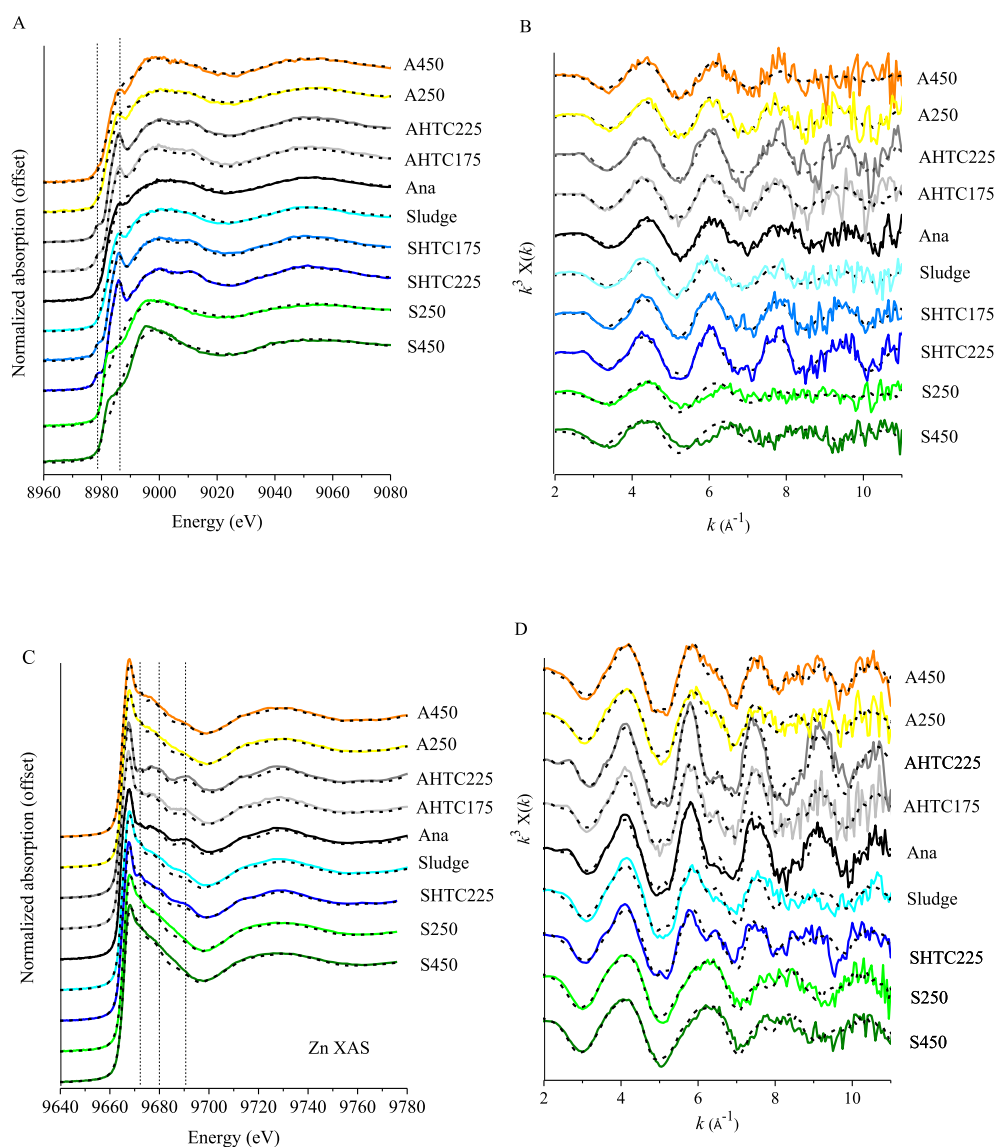 A
Normalized absorption (offset)
A450
A250
AHTC225
AHTC175
Ana
Sludge
SHTC175
SHTC225
S250
S450
8960 8980 9000 9020 9040 9060 9080
Energy (eV)
B
k³ X(k)
A450
A250
AHTC225
AHTC175
Ana
Sludge
SHTC175
SHTC225
S250
S450
2 4 6 8 10
k (Å⁻¹)
C
Normalized absorption (offset)
A450
A250
AHTC225
AHTC175
Ana
Sludge
SHTC225
S250
S450
Zn XAS
9640 9660 9680 9700 9720 9740 9760 9780
Energy (eV)
D
k³ X(k)
A450
A250
AHTC225
AHTC175
Ana
Sludge
SHTC225
S250
S450
2 4 6 8 10
k (Å⁻¹)